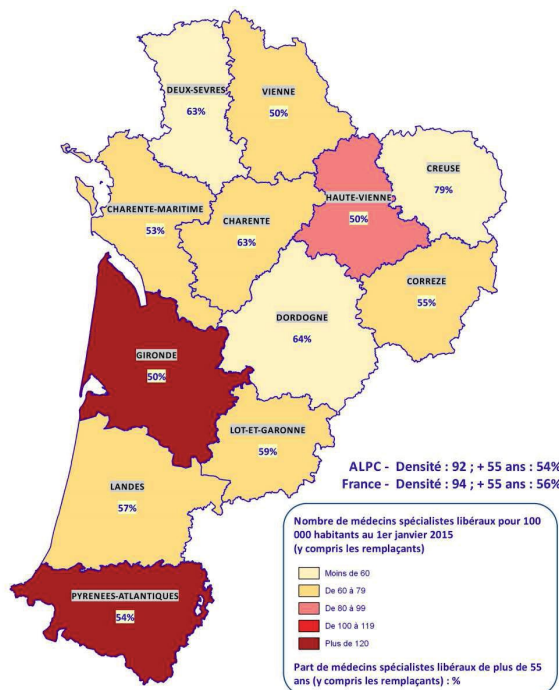 DEUX-SEVRES
63%
VIENNE
50%
CREUSE
79%
HAUTE-VIENNE
50%
CHARENTE-MARITIME
53%
CHARENTE
63%
CORREZE
55%
DORDOGNE
64%
GIRONDE
50%
LOT-ET-GARONNE
59%
LANDES
57%
PYRENEES-ATLANTIQUES
54%
ALPC - Densité : 92 ; + 55 ans : 54%
France - Densité : 94 ; + 55 ans : 56%
Nombre de médecins spécialistes libéraux pour 100
000 habitants au 1er janvier 2015
(y compris les remplaçants)
Moins de 60
De 60 à 79
De 80 à 99
De 100 à 119
Plus de 120
Part de médecins spécialistes libéraux de plus de 55
ans (y compris les remplaçants) : %